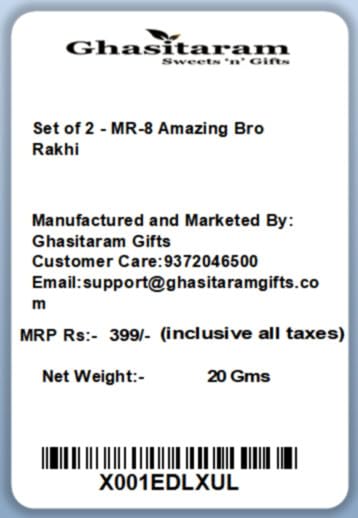 Ghasitaram
Sweets 'n' Gifts
Set of 2 - MR-8 Amazing Bro
Rakhi
Manufactured and Marketed By:
Ghasitaram Gifts
Customer Care:9372046500
Email:support@ghasitaramgifts.co
m
MRP Rs:- 399/- (inclusive all taxes)
Net Weight:- 20 Gms
X001EDLXUL